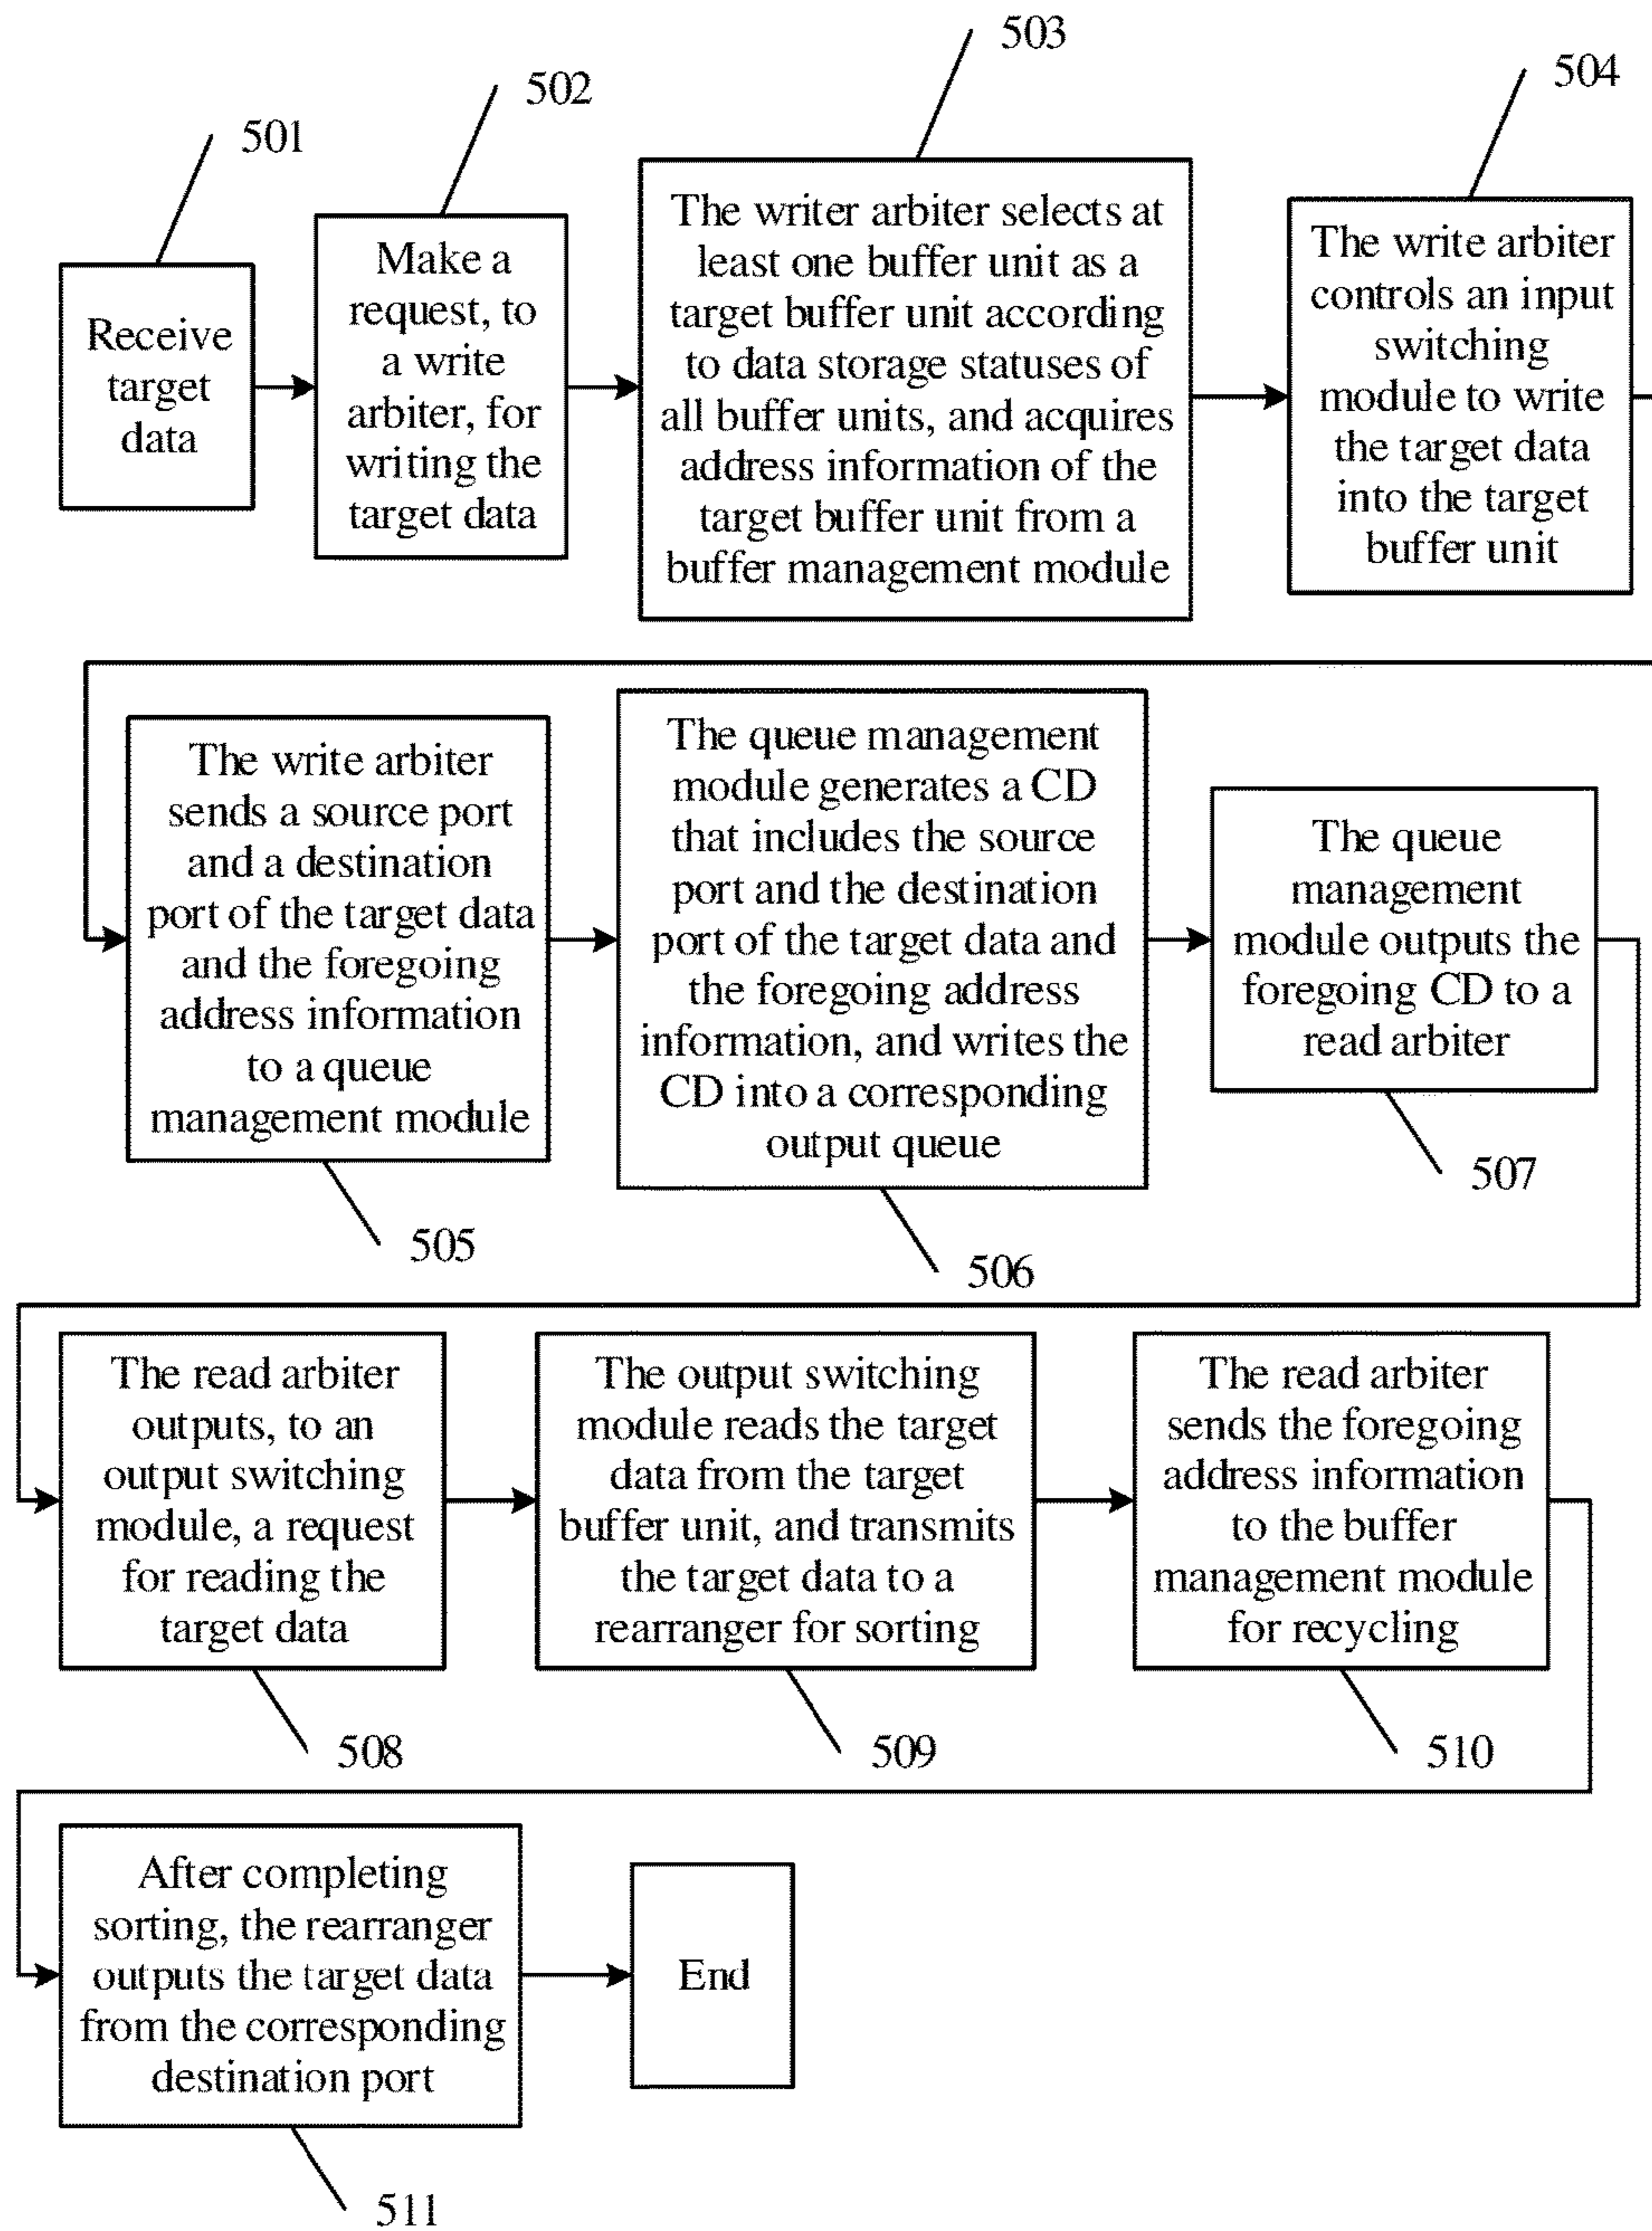 501
Receive
target
data
502
Make a
request, to
a write
arbiter, for
writing the
target data
503
The writer arbiter selects at
least one buffer unit as a
target buffer unit according
to data storage statuses of
all buffer units, and acquires
address information of the
target buffer unit from a
buffer management module
504
The write arbiter
controls an input
switching
module to write
the target data
into the target
buffer unit
The write arbiter
sends a source port
and a destination
port of the target data
and the foregoing
address information
to a queue
management module
505
The queue management
module generates a CD
that includes the source
port and the destination
port of the target data and
the foregoing address
information, and writes the
CD into a corresponding
output queue
506
The queue
management
module outputs the
foregoing CD to a
read arbiter
507
The read arbiter
outputs, to an
output switching
module, a request
for reading the
target data
508
The output switching
module reads the target
data from the target
buffer unit, and transmits
the target data to a
rearranger for sorting
509
The read arbiter
sends the foregoing
address information
to the buffer
management module
for recycling
510
After completing
sorting, the rearranger
outputs the target data
from the corresponding
destination port
511
End